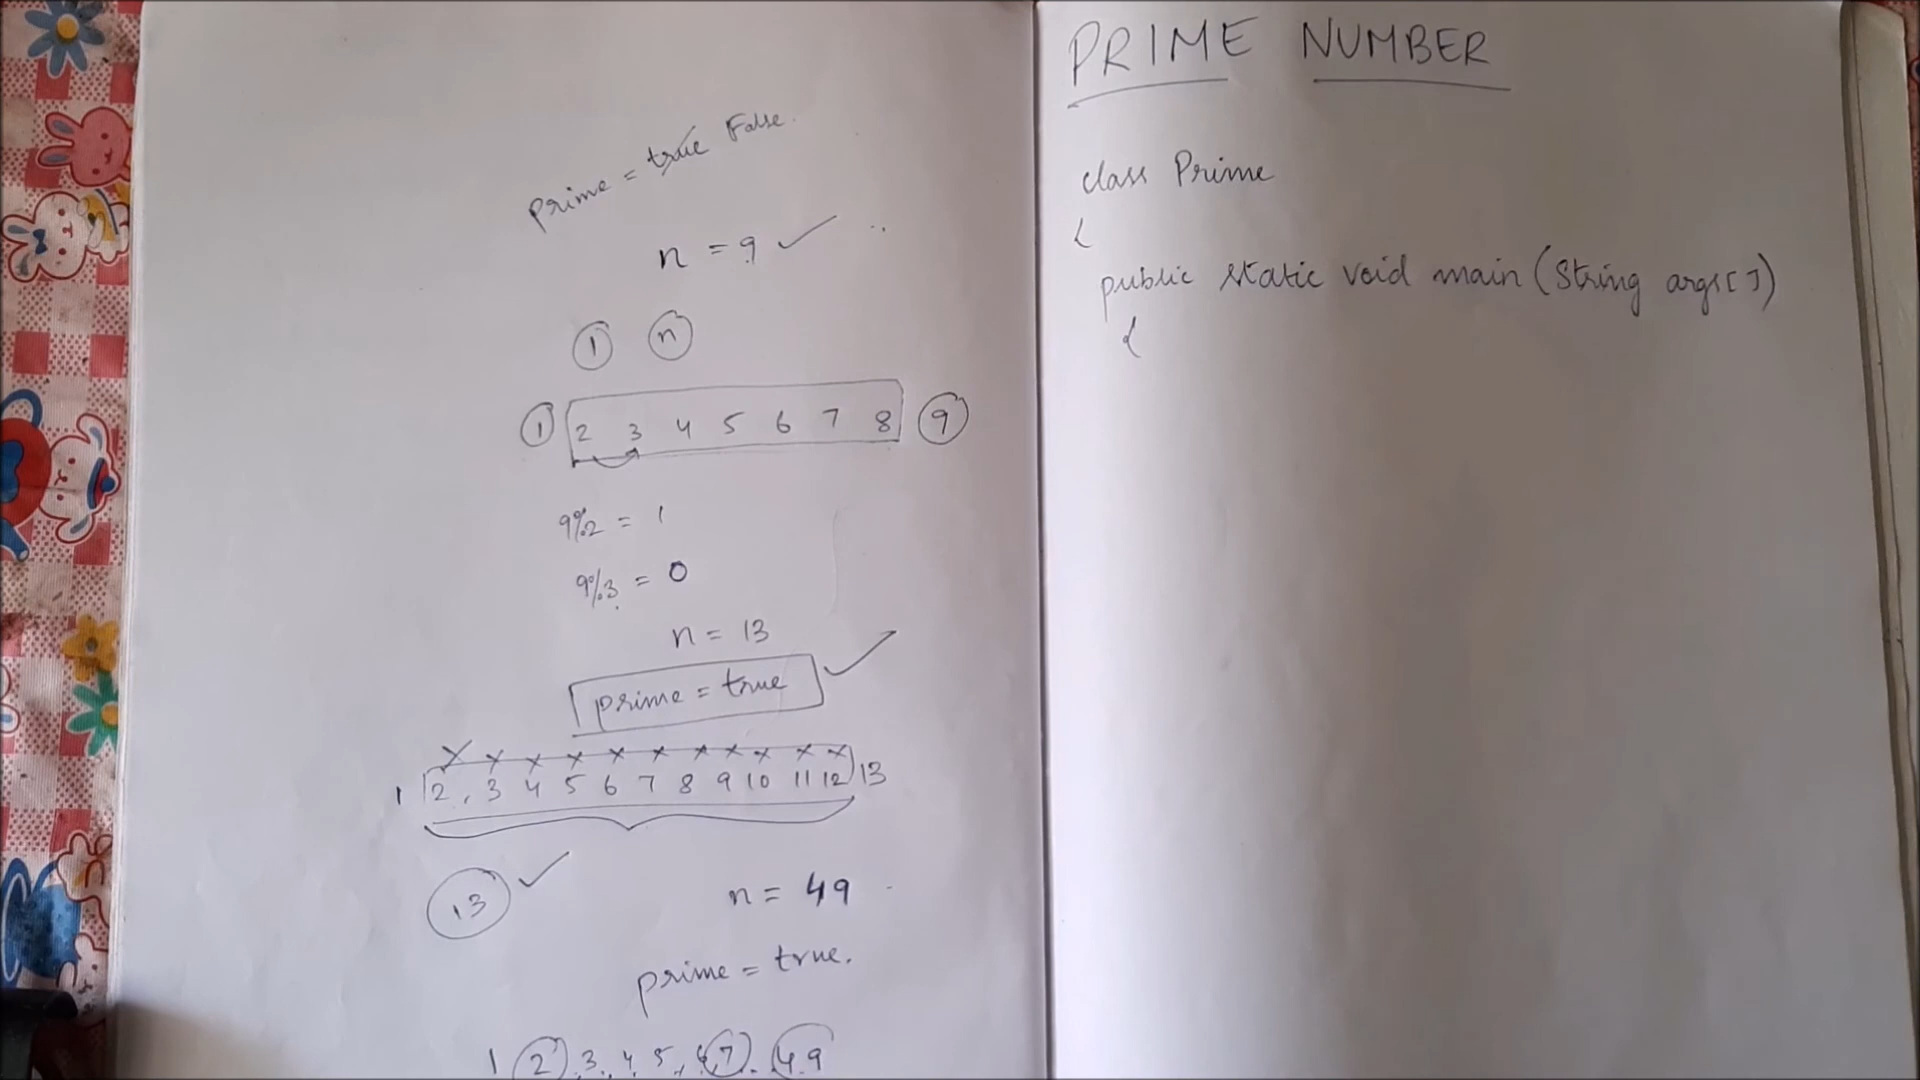 prime = true False.
n = 9
1 n
1 2 3 4 5 6 7 8 9
9%2 = 1
9%3 = 0
n = 13
prime = true
1 2, 3 4 5 6 7 8 9 10 11 12 13
13
n = 49
prime = true.
1 2 3, 4, 5, 6 7 . 49
PRIME NUMBER
class Prime
{
public static void main (String args[])
{